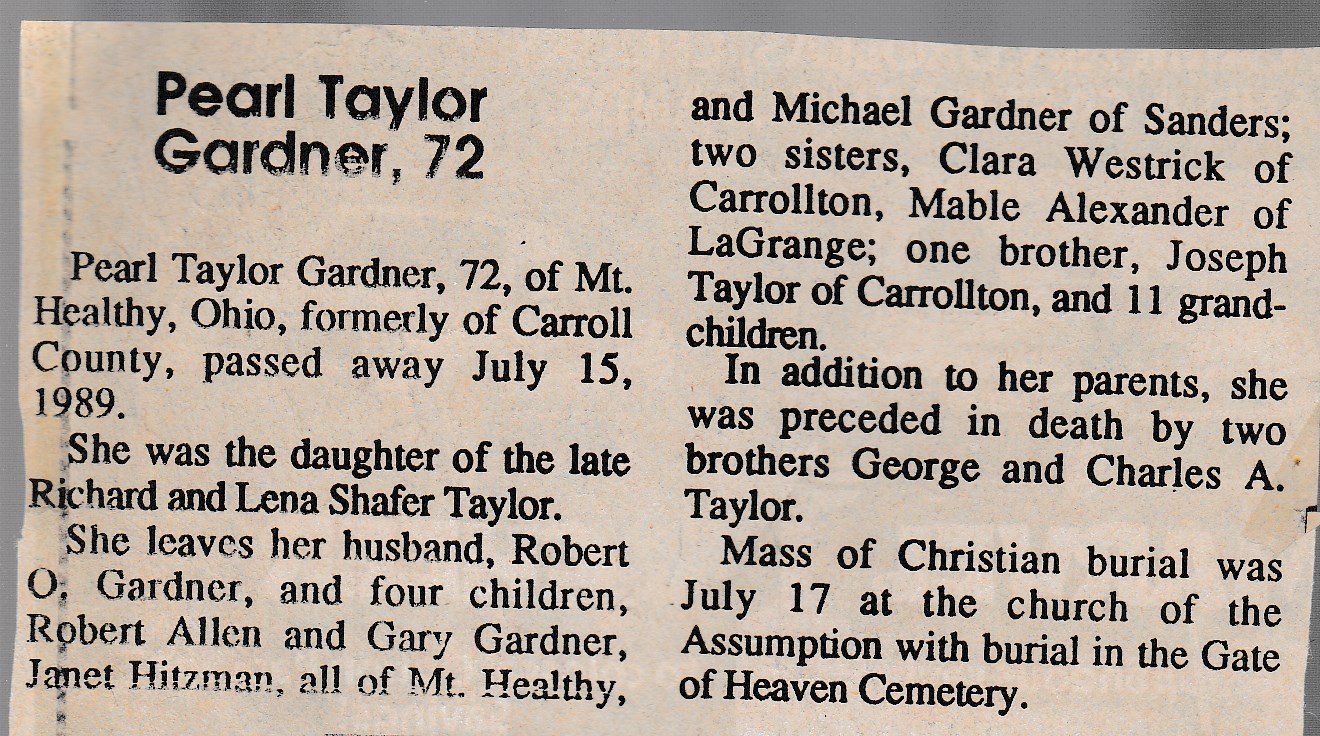 Pearl Taylor
Gardner, 72
Pearl Taylor Gardner, 72, of Mt.
Healthy, Ohio, formerly of Carroll
County, passed away July 15,
1989.
She was the daughter of the late
Richard and Lena Shafer Taylor.
She leaves her husband, Robert
O. Gardner, and four children,
Robert Allen and Gary Gardner,
Janet Hitzman, all of Mt. Healthy,
and Michael Gardner of Sanders;
two sisters, Clara Westrick of
Carrollton, Mable Alexander of
LaGrange; one brother, Joseph
Taylor of Carrollton, and 11 grand-
children.
In addition to her parents, she
was preceded in death by two
brothers George and Charles A.
Taylor.
Mass of Christian burial was
July 17 at the church of the
Assumption with burial in the Gate
of Heaven Cemetery.